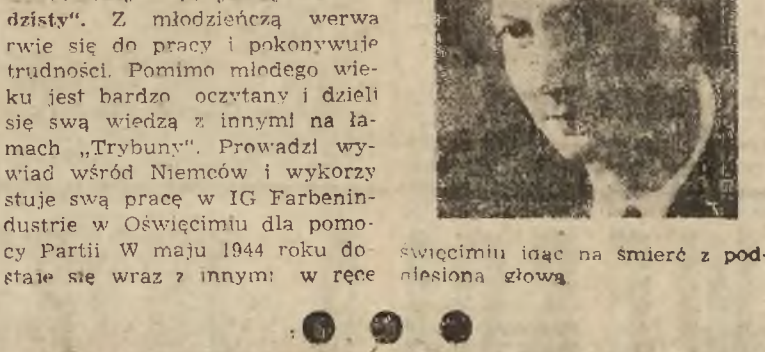 dzisty“. Z młodzieńczą werwa
rwie się do pracy i pokonywuje
trudności. Pomimo młodego wie-
ku jest bardzo oczytany i dzieli
się swą wiedzą z innymi na ła-
mach „Trybuny“. Prowadzi wy-
wiad wśród Niemców i wykorzy
stuje swą pracę w IG Farbenin-
dustrie w Oświęcimiu dla pomo-
cy Partii W maju 1944 roku do-
staje się wraz z innymi w ręce
święcimiu idąc na śmierć z pod-
niesiona głową.